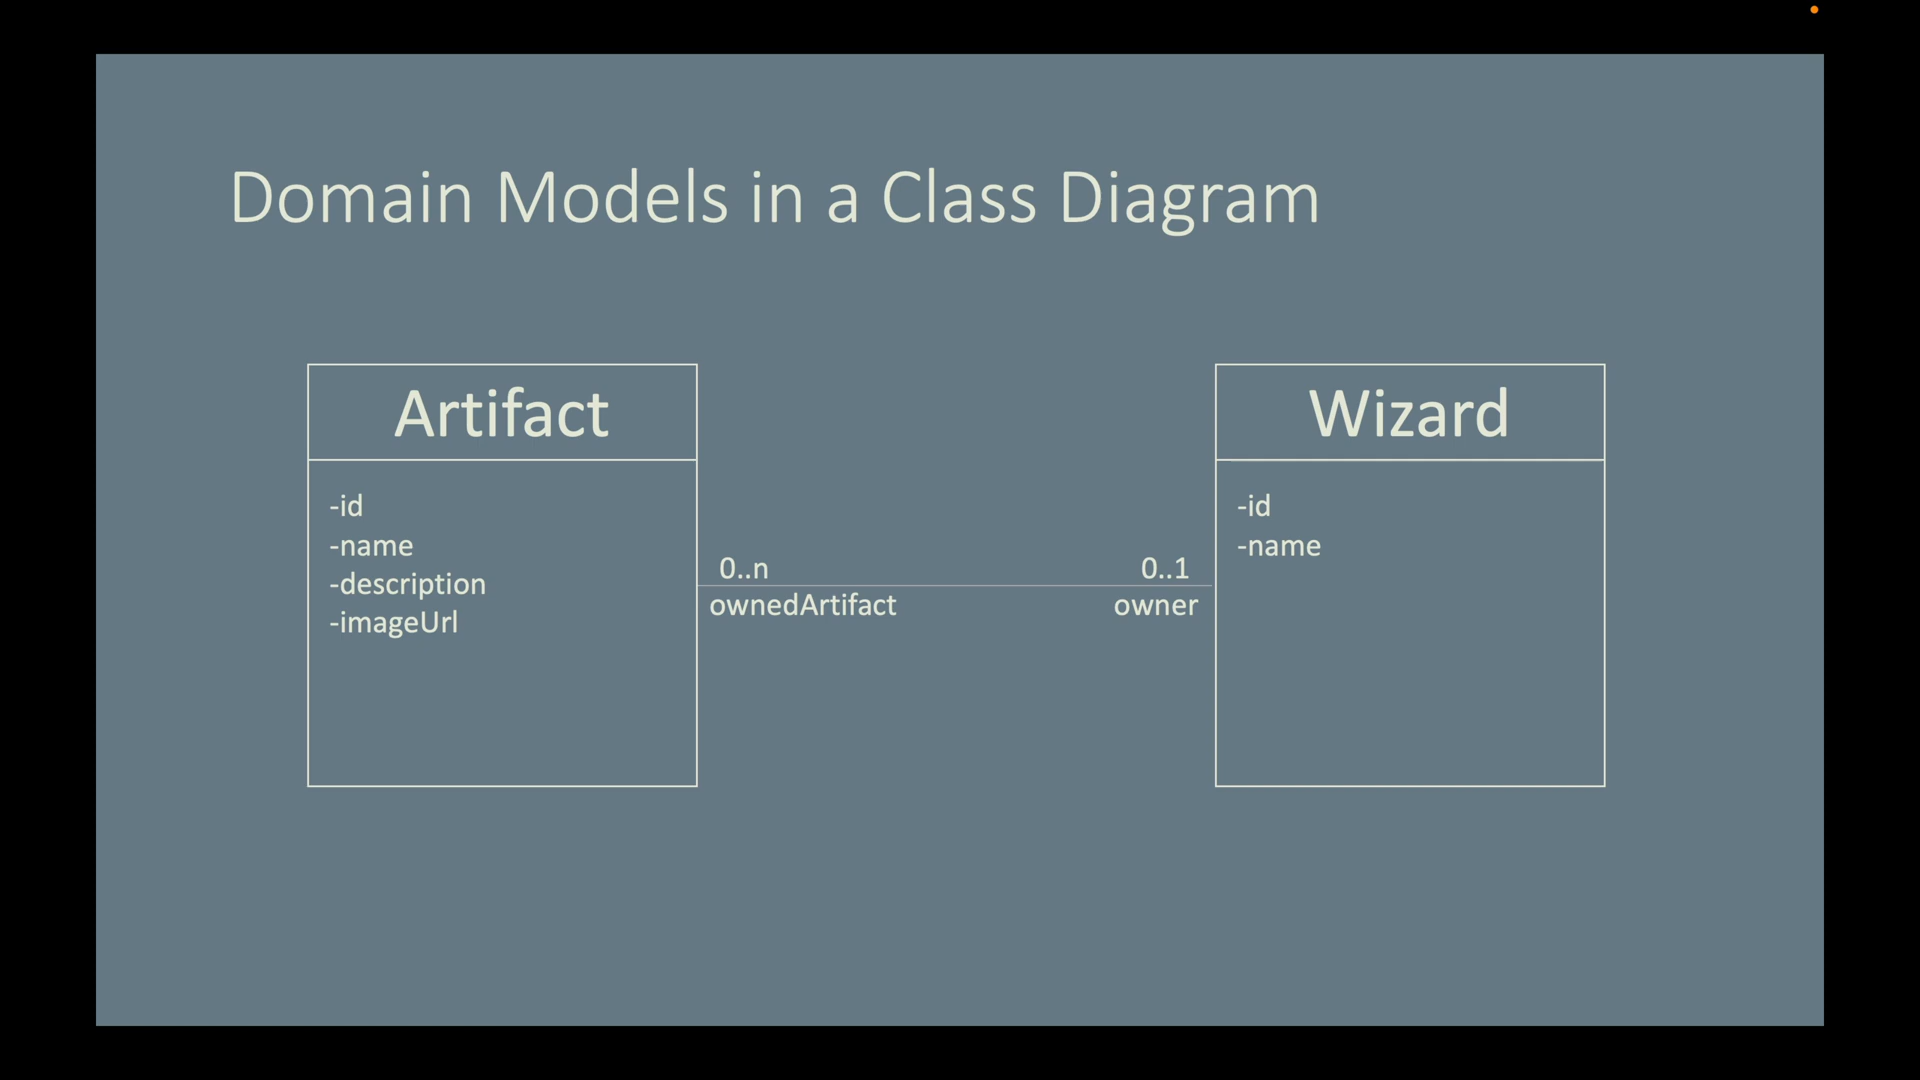 Domain Models in a Class Diagram
Artifact
-id
-name
-description
-imageUrl
0..n
ownedArtifact
0..1
owner
Wizard
-id
-name